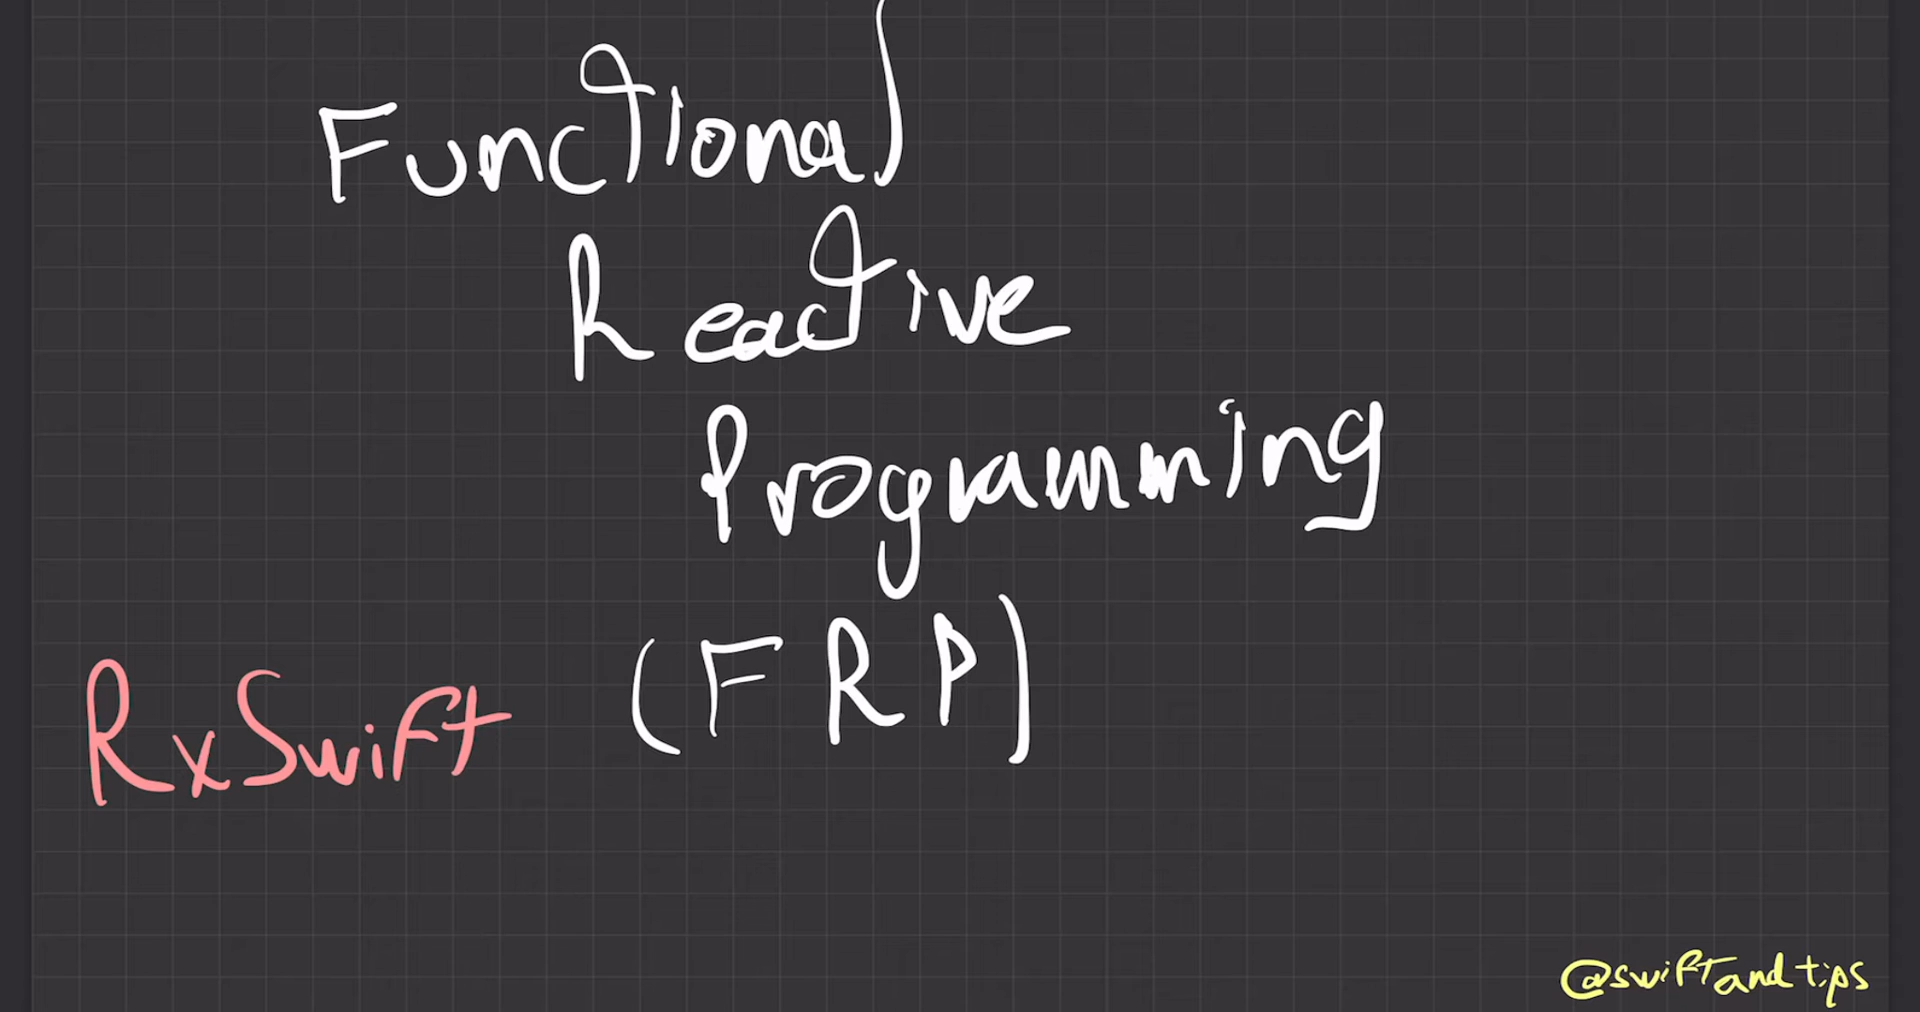 Functional
Reactive
Programming
(FRP)
RxSwift
@swiftandtips